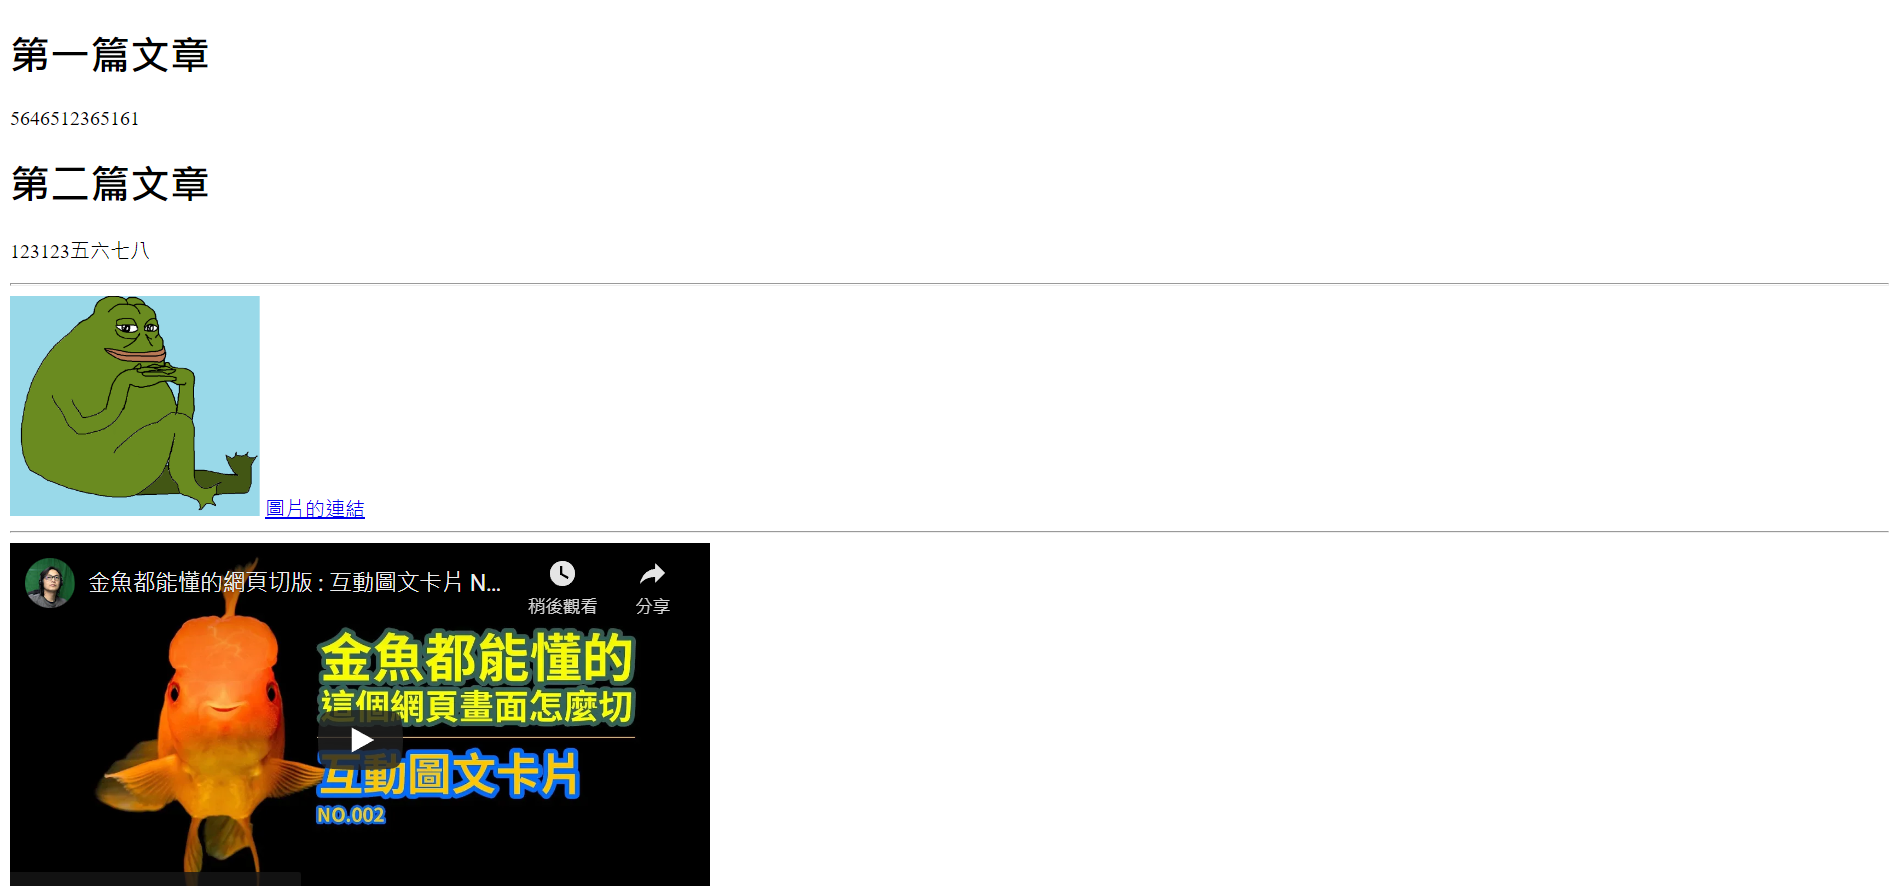 第一篇文章
5646512365161
第二篇文章
123123五六七八
圖片的連結
金魚都能懂的網頁切版 : 互動圖文卡片 N...
稍後觀看
分享
金魚都能懂的
這個網頁畫面怎麼切
互動圖文卡片
NO.002